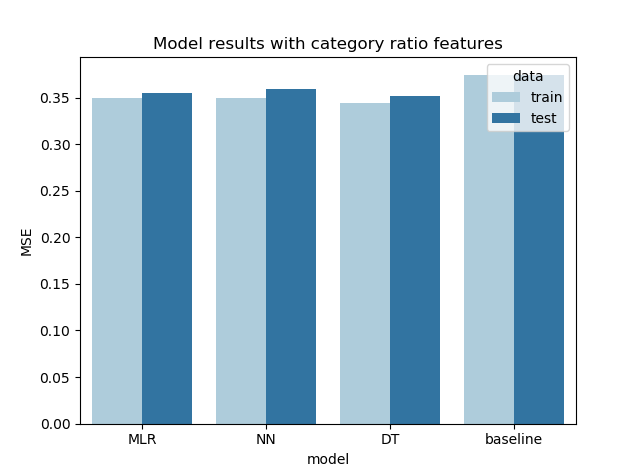 Model results with category ratio features
data
train
test
MSE
0.35
0.30
0.25
0.20
0.15
0.10
0.05
0.00
MLR NN DT baseline
model